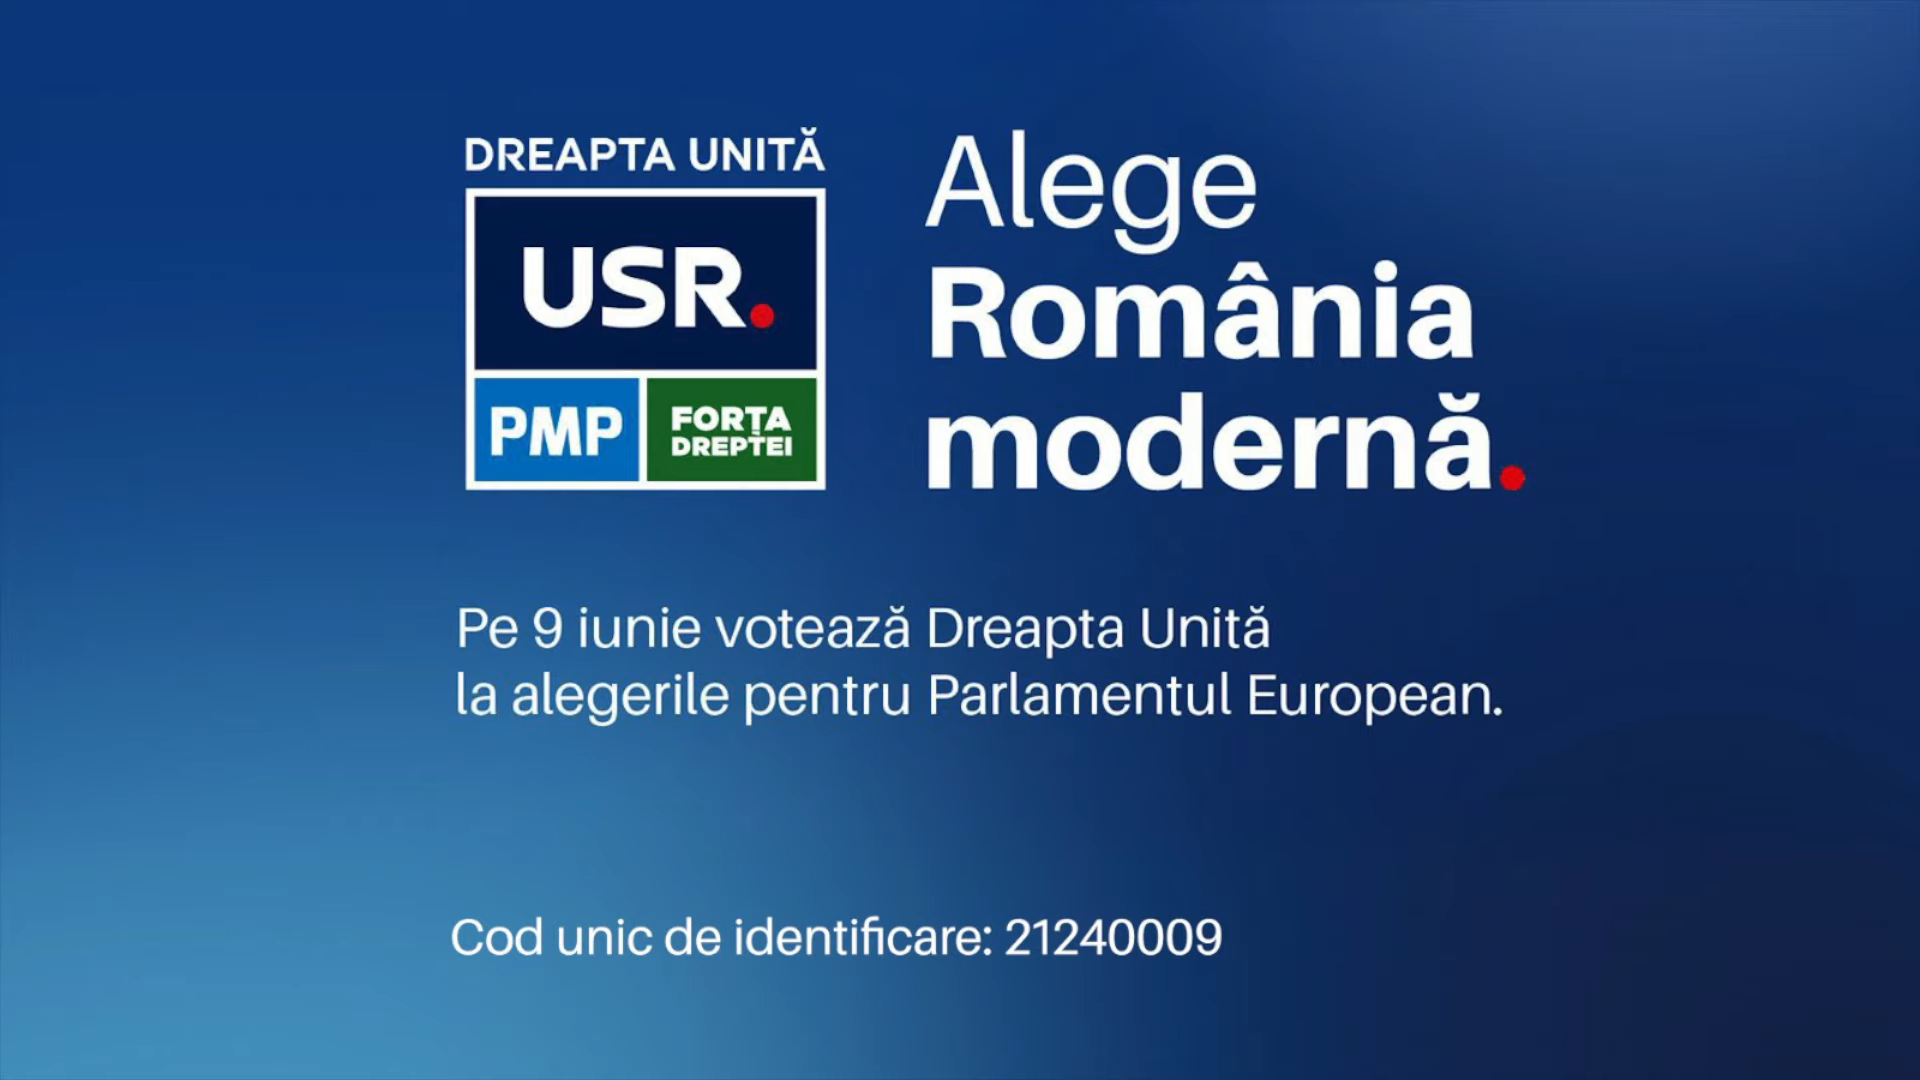 DREAPTA UNITĂ
USR.
PMP
FORȚA
DREPTEI
Alege
România
modernă.
Pe 9 iunie votează Dreapta Unită
la alegerile pentru Parlamentul European.
Cod unic de identificare: 21240009